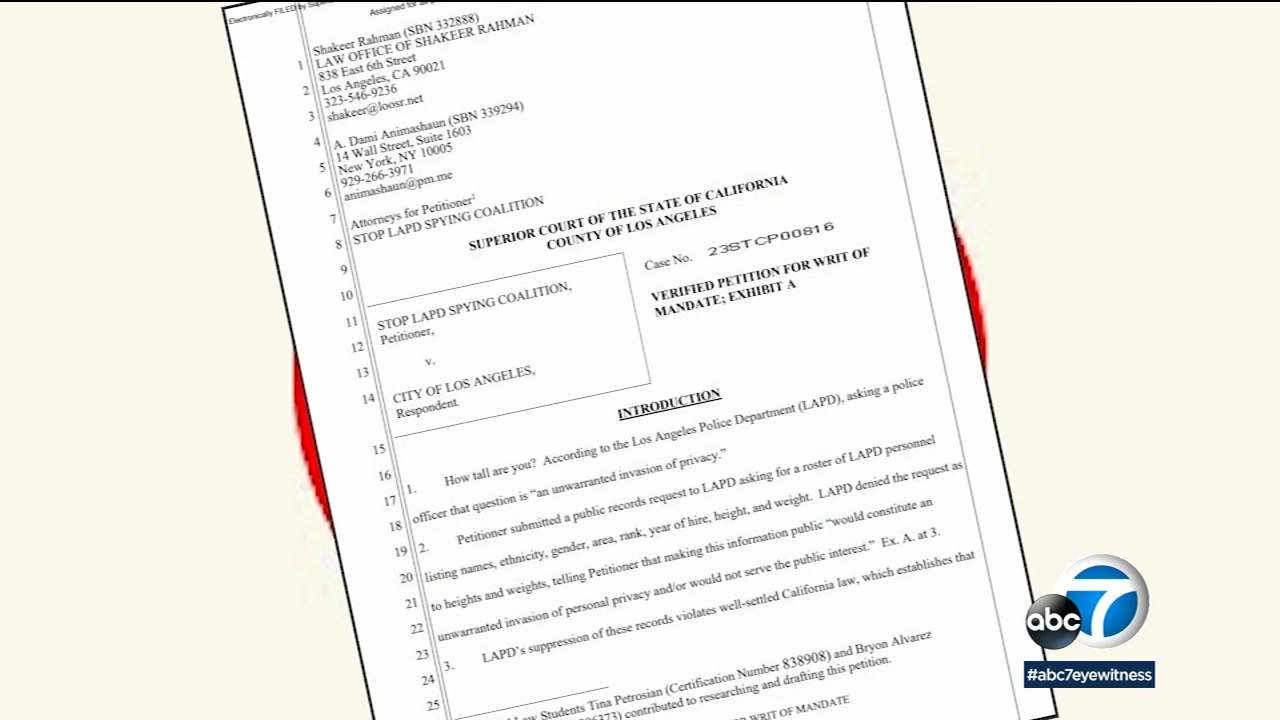 Electronically FILED by Super
Assigned for all
Shakeer Rahman (SBN 332888)
1 LAW OFFICE OF SHAKEER RAHMAN
838 East 6th Street
2 Los Angeles, CA 90021
323-546-9236
3 shakeer@loosr.net
4 A. Dami Animashaun (SBN 339294)
14 Wall Street, Suite 1603
5 New York, NY 10005
929-266-3971
6 animashaun@pm.me
7 Attorneys for Petitioner¹
8 STOP LAPD SPYING COALITION
SUPERIOR COURT OF THE STATE OF CALIFORNIA
9 COUNTY OF LOS ANGELES
10
Case No. 23STCP00816
11 STOP LAPD SPYING COALITION,
12 Petitioner,
VERIFIED PETITION FOR WRIT OF
MANDATE; EXHIBIT A
13 v.
14 CITY OF LOS ANGELES,
Respondent.
15
INTRODUCTION
16 1. How tall are you? According to the Los Angeles Police Department (LAPD), asking a police
17 officer that question is “an unwarranted invasion of privacy.”
18 2. Petitioner submitted a public records request to LAPD asking for a roster of LAPD personnel
19 listing names, ethnicity, gender, area, rank, year of hire, height, and weight. LAPD denied the request as
20 to heights and weights, telling Petitioner that making this information public “would constitute an
21 unwarranted invasion of personal privacy and/or would not serve the public interest.” Ex. A. at 3.
22
23 3. LAPD’s suppression of these records violates well-settled California law, which establishes that
24
25
Law Students Tina Petrosian (Certification Number 838908) and Bryon Alvarez
contributed to researching and drafting this petition.
WRIT OF MANDATE
abc 7
#abc7eyewitness